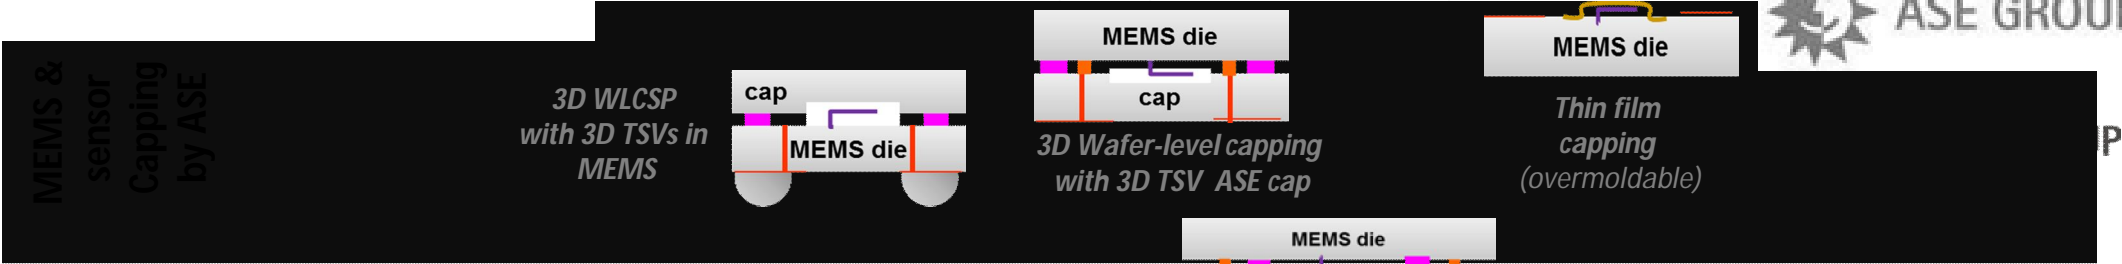 MEMS &
sensor
Capping
by ASE
3D WLCSP
with 3D TSVs in
MEMS
cap
MEMS die
MEMS die
cap
3D Wafer-level capping
with 3D TSV ASE cap
MEMS die
Thin film
capping
(overmoldable)
MEMS die
ASE GROU
P